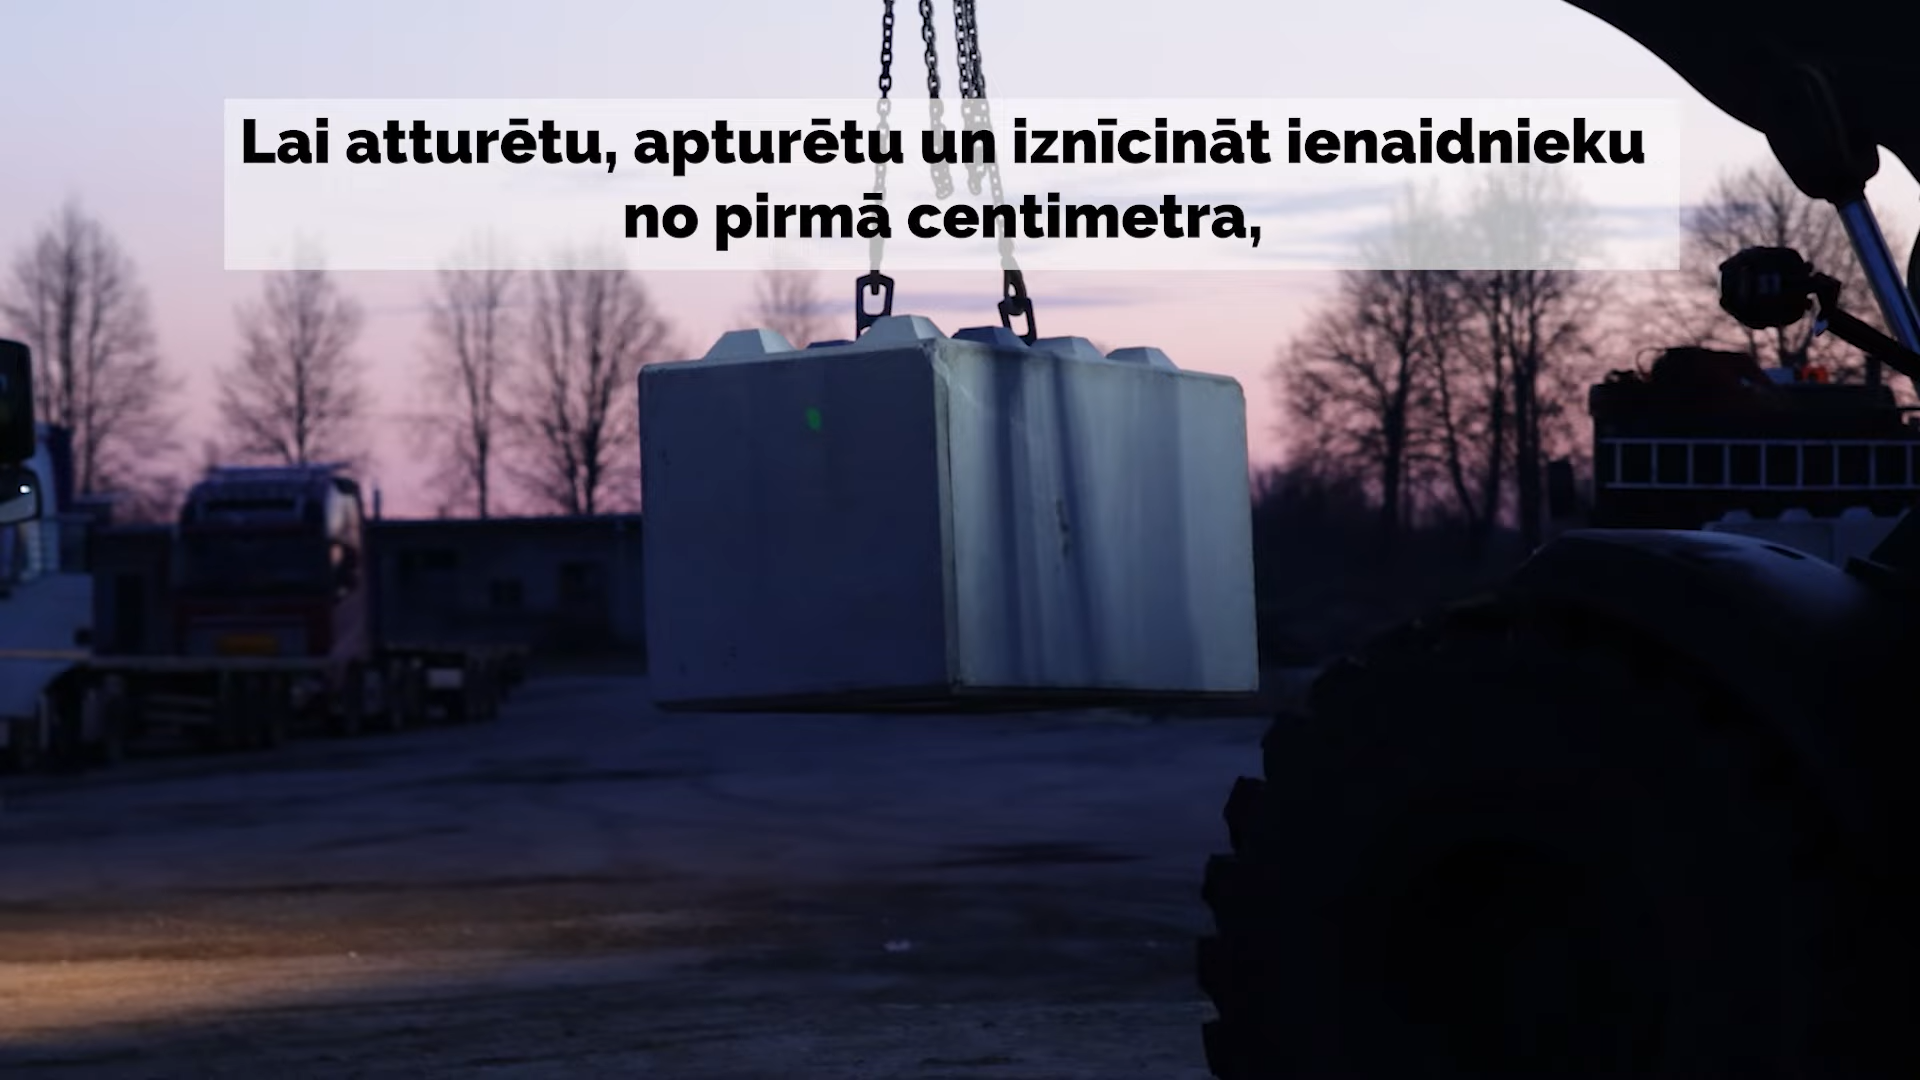 Lai atturētu, apturētu un iznīcināt ienaidnieku
no pirmā centimetra,